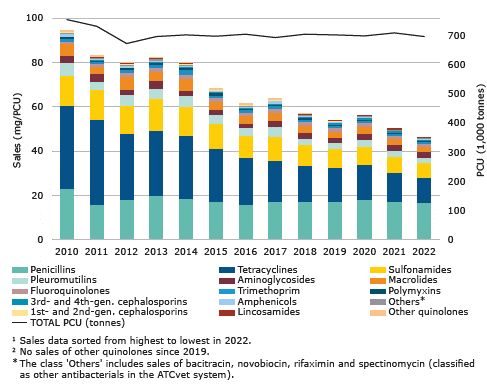 100
80
60
40
20
0
Sales (mg/PCU)
700
600
500
400
300
200
100
0
PCU (1,000 tonnes)
2010 2011 2012 2013 2014 2015 2016 2017 2018 2019 2020 2021 2022
Penicillins Tetracyclines Sulfonamides
Pleuromutilins Aminoglycosides Macrolides
Fluoroquinolones Trimethoprim Polymyxins
3rd- and 4th-gen. cephalosporins Amphenicols Others*
1st- and 2nd-gen. cephalosporins Lincosamides Other quinolones
TOTAL PCU (tonnes)
¹ Sales data sorted from highest to lowest in 2022.
² No sales of other quinolones since 2019.
* The class 'Others' includes sales of bacitracin, novobiocin, rifaximin and spectinomycin (classified
as other antibacterials in the ATCvet system).